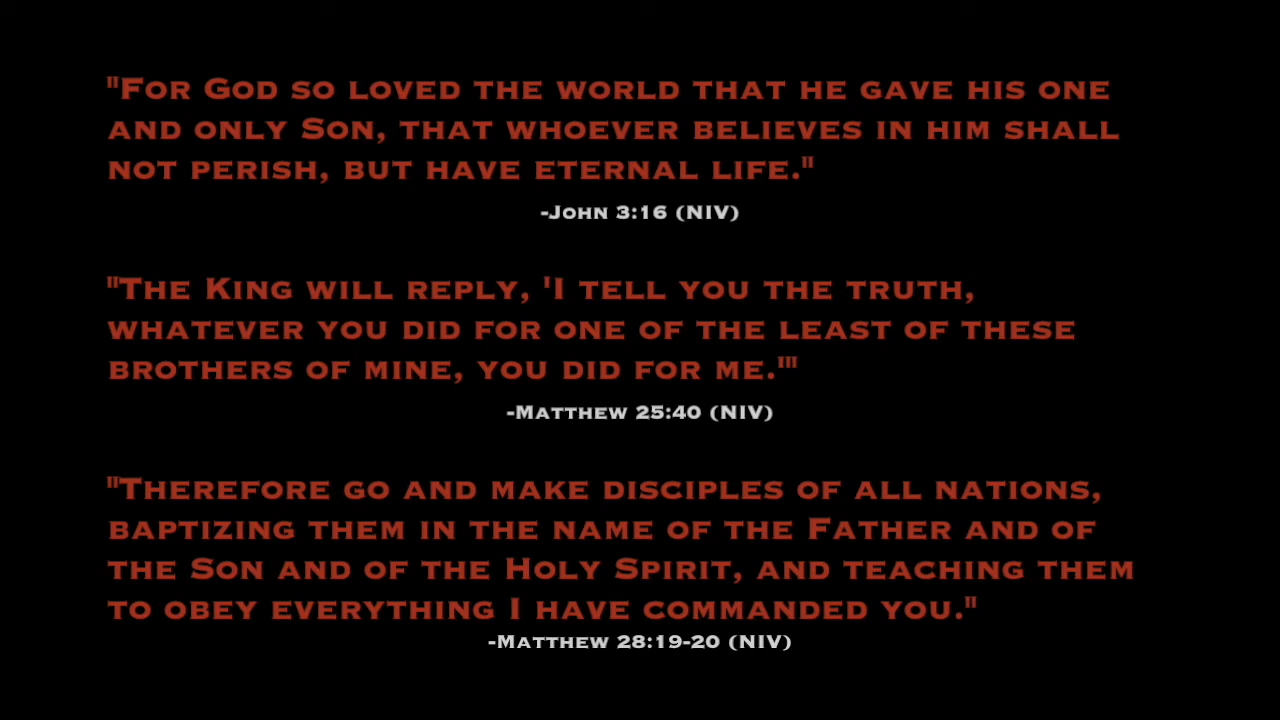 "For God so loved the world that he gave his one
and only Son, that whoever believes in him shall
not perish, but have eternal life."
-John 3:16 (NIV)
"The King will reply, 'I tell you the truth,
whatever you did for one of the least of these
brothers of mine, you did for me.'"
-Matthew 25:40 (NIV)
"Therefore go and make disciples of all nations,
baptizing them in the name of the Father and of
the Son and of the Holy Spirit, and teaching them
to obey everything I have commanded you."
-Matthew 28:19-20 (NIV)